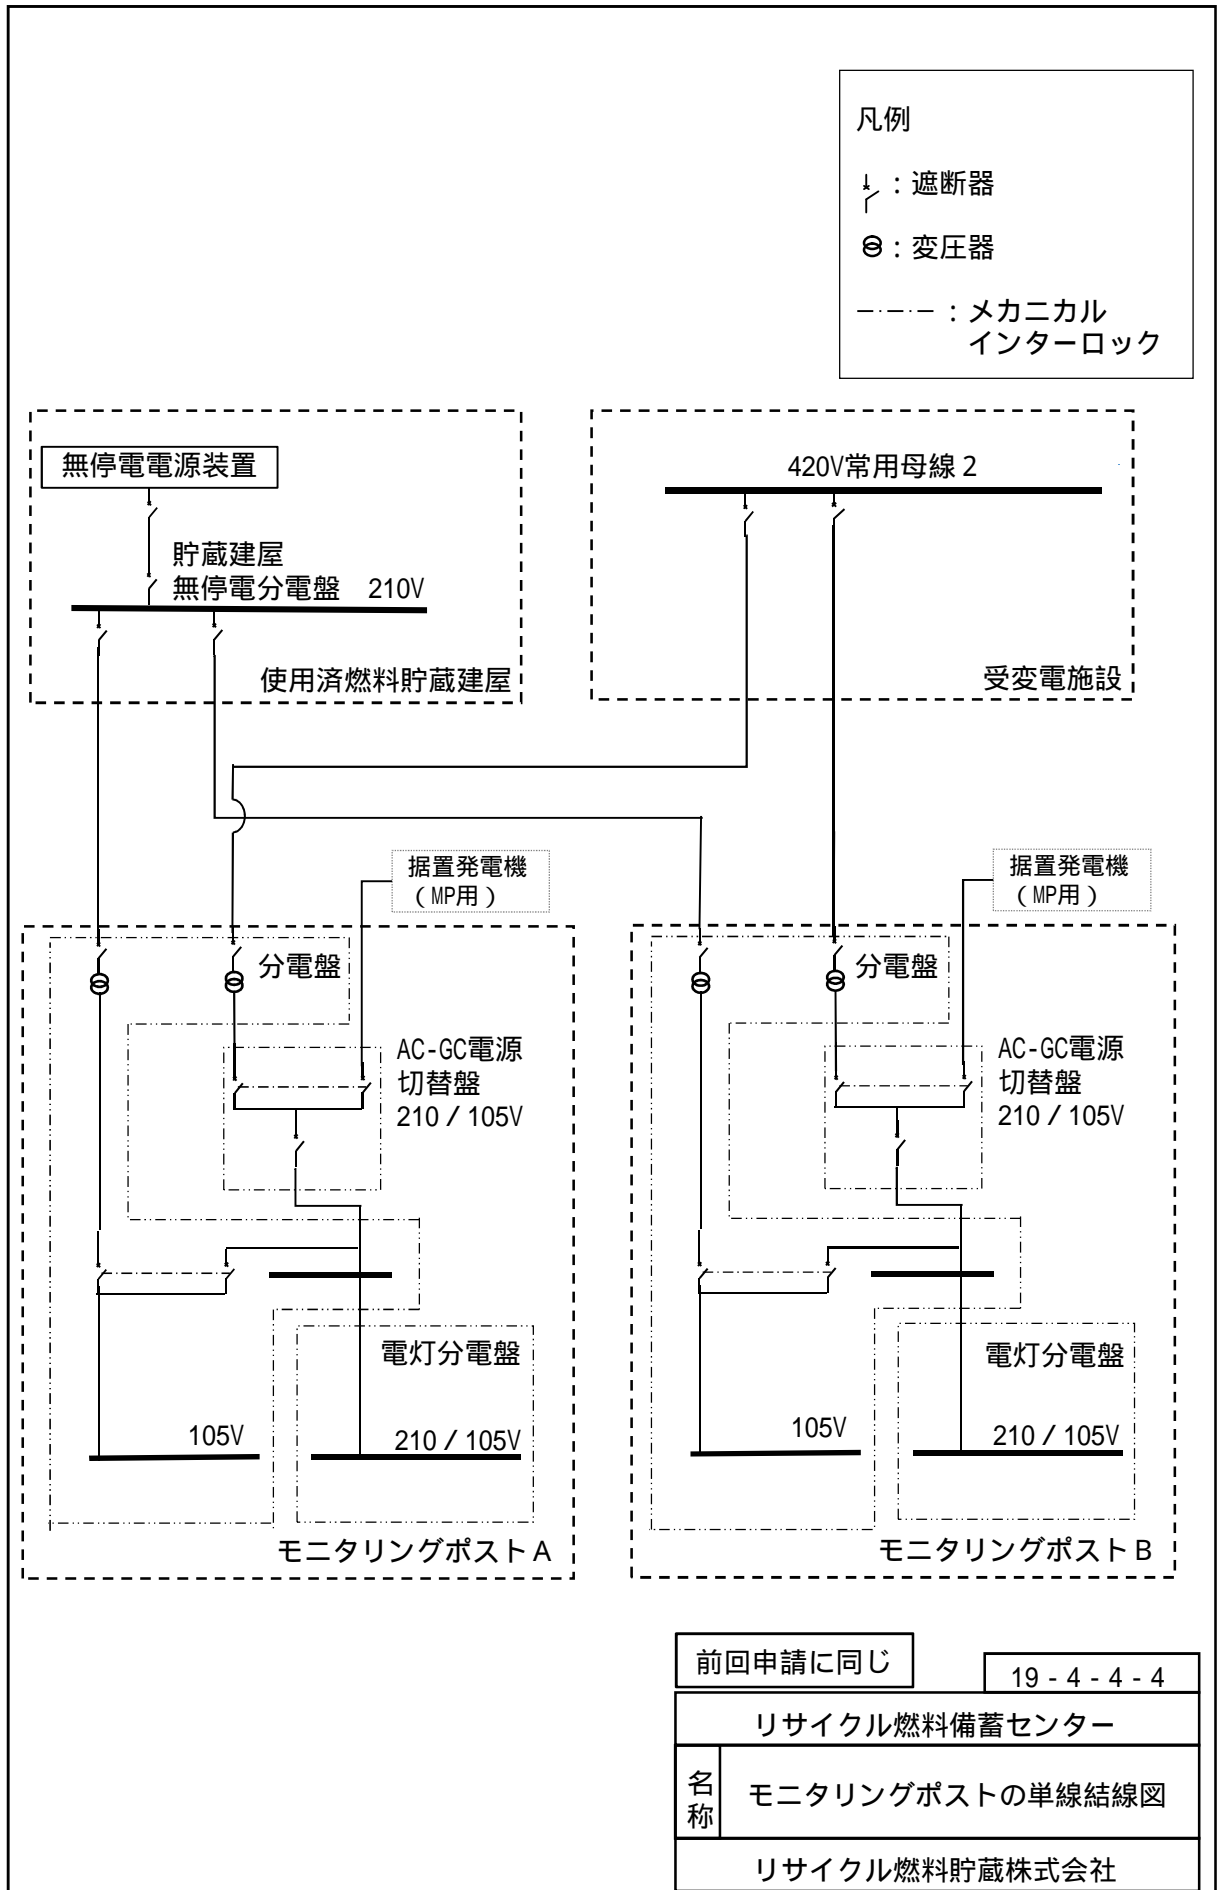 凡例
：遮断器
：変圧器
：メカニカル
インターロック
無停電電源装置
貯蔵建屋
無停電分電盤 210V
使用済燃料貯蔵建屋
420V常用母線２
受変電施設
据置発電機
（MP用）
分電盤
AC-GC電源
切替盤
210／105V
電灯分電盤
105V
210／105V
モニタリングポストA
据置発電機
（MP用）
分電盤
AC-GC電源
切替盤
210／105V
電灯分電盤
105V
210／105V
モニタリングポストB
前回申請に同じ
19-4-4-4
リサイクル燃料備蓄センター
名称
モニタリングポストの単線結線図
リサイクル燃料貯蔵株式会社